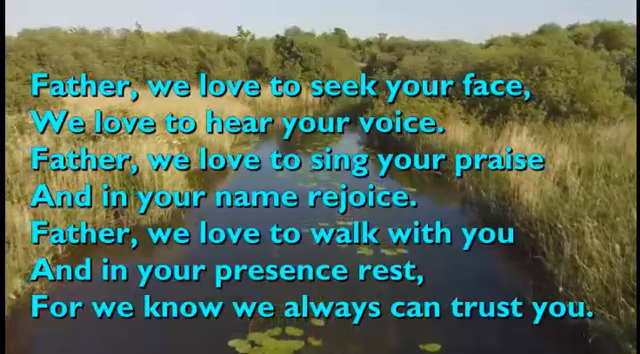 Father, we love to seek your face,
We love to hear your voice.
Father, we love to sing your praise
And in your name rejoice.
Father, we love to walk with you
And in your presence rest,
For we know we always can trust you.